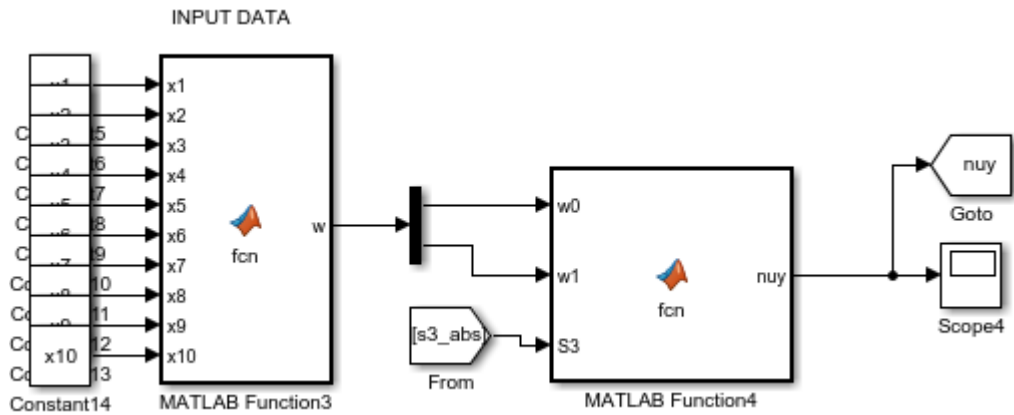 INPUT DATA
x1
x2
x3
x4
x5
x6
x7
x8
x9
x10
fcn
w
x10
Constant14
MATLAB Function3
w0
w1
S3
fcn
nuy
[s3_abs]
From
MATLAB Function4
nuy
Goto
Scope4